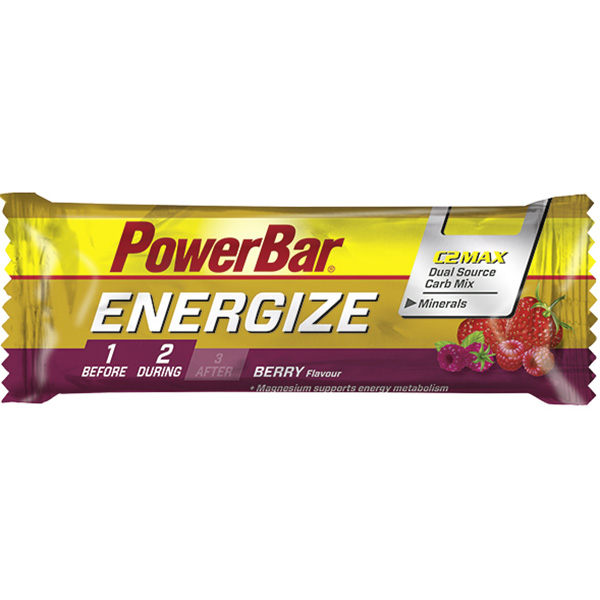 PowerBar®
ENERGIZE
C2MAX
Dual Source
Carb Mix
Minerals
1 BEFORE
2 DURING
3 AFTER
BERRY Flavour
• Magnesium supports energy metabolism